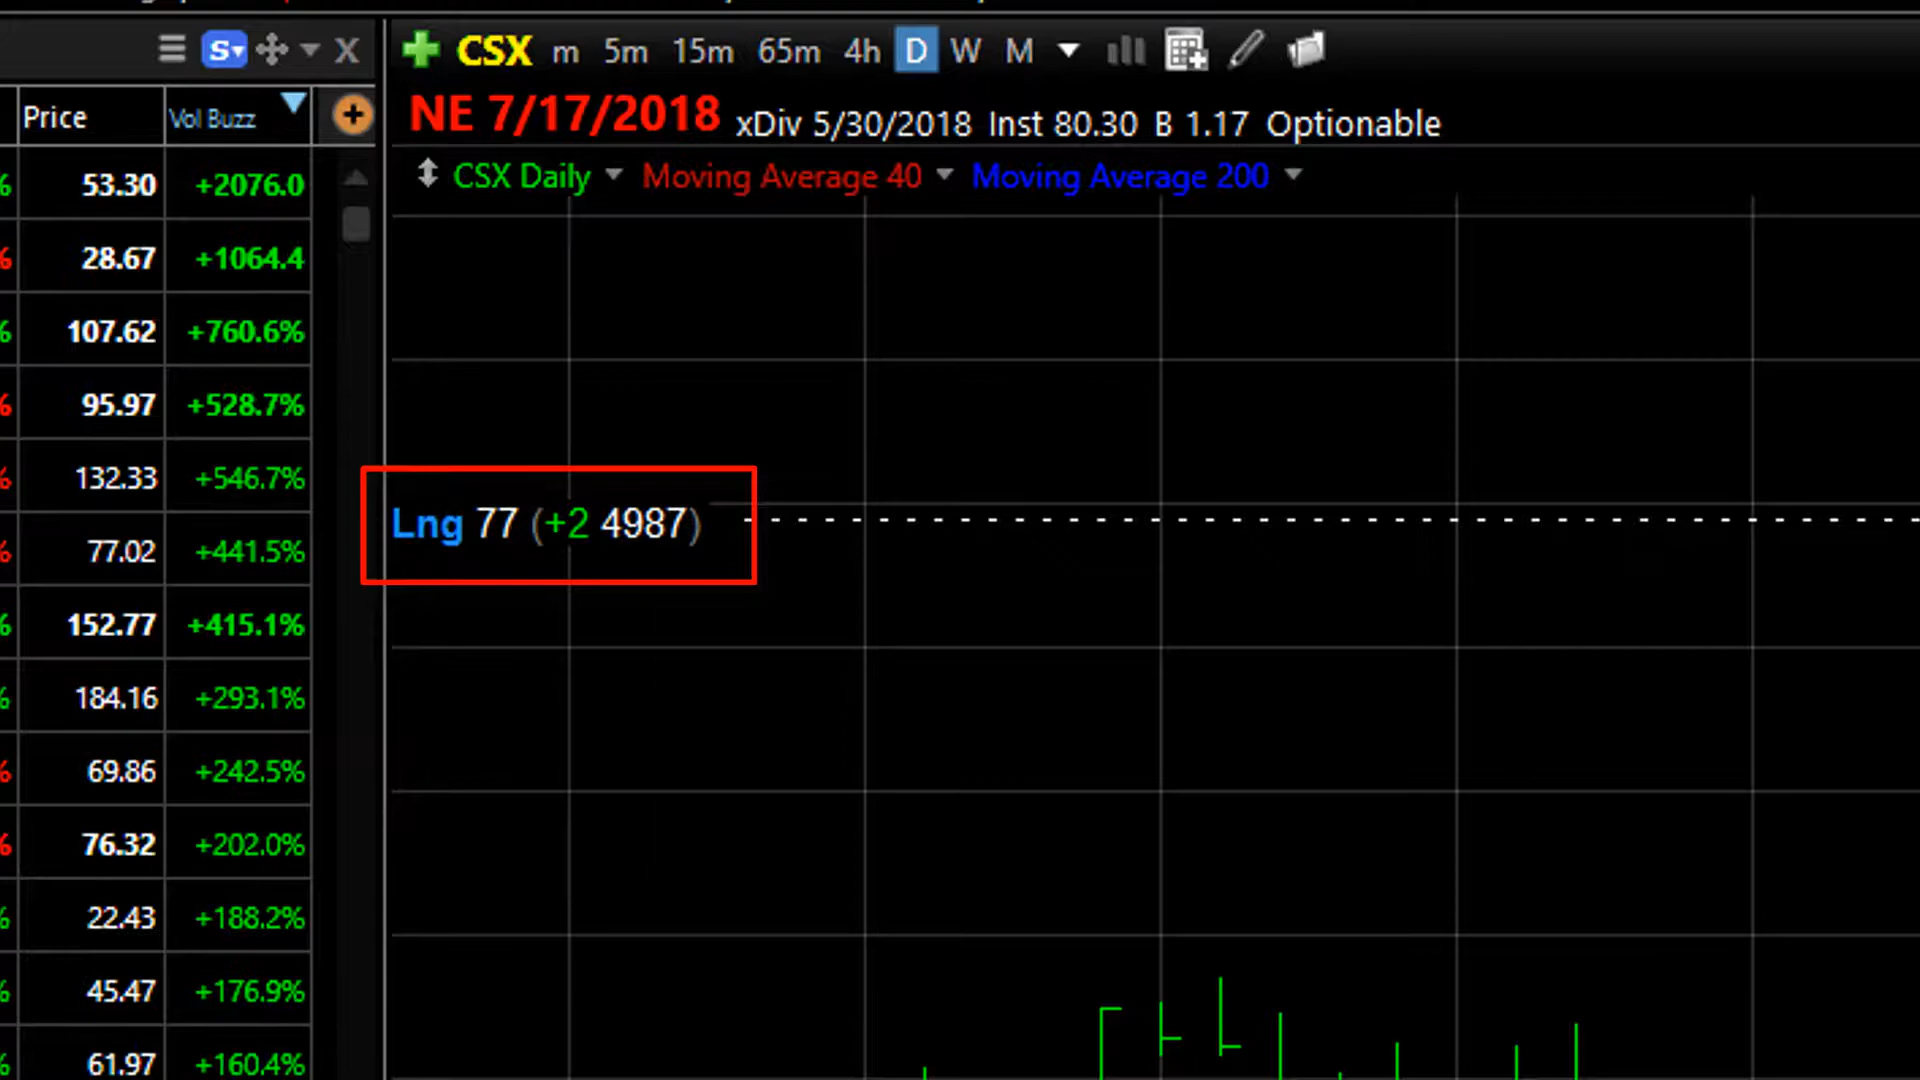 S
X
CSX m 5m 15m 65m 4h D W M
NE 7/17/2018 xDiv 5/30/2018 Inst 80.30 B 1.17 Optionable
CSX Daily Moving Average 40 Moving Average 200
Price Vol Buzz
% 53.30 +2076.0
% 28.67 +1064.4
% 107.62 +760.6%
% 95.97 +528.7%
% 132.33 +546.7%
% 77.02 +441.5%
% 152.77 +415.1%
% 184.16 +293.1%
% 69.86 +242.5%
% 76.32 +202.0%
% 22.43 +188.2%
% 45.47 +176.9%
% 61.97 +160.4%
Lng 77 (+2 4987)